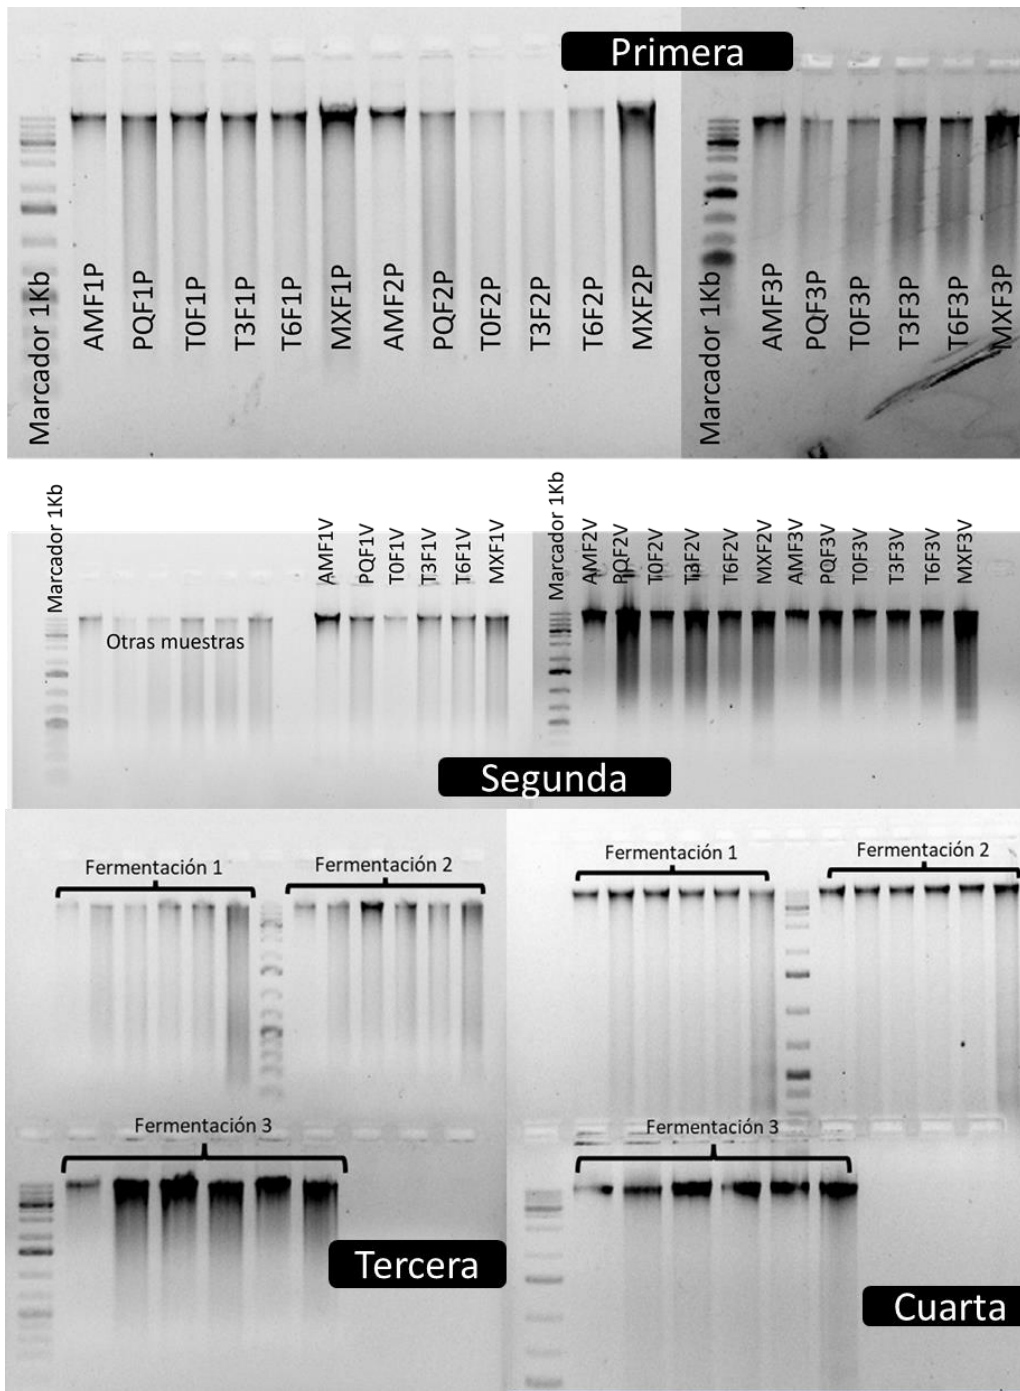 Primera
Marcador 1Kb
AMF1P
PQF1P
T0F1P
T3F1P
T6F1P
MXF1P
AMF2P
PQF2P
T0F2P
T3F2P
T6F2P
MXF2P
Marcador 1Kb
AMF3P
PQF3P
T0F3P
T3F3P
T6F3P
MXF3P
Marcador 1Kb
Otras muestras
AMF1V
PQF1V
T0F1V
T3F1V
T6F1V
MXF1V
Marcador 1Kb
AMF2V
PQF2V
T0F2V
T3F2V
T6F2V
MXF2V
AMF3V
PQF3V
T0F3V
T3F3V
T6F3V
MXF3V
Segunda
Fermentación 1
Fermentación 2
Fermentación 3
Tercera
Fermentación 1
Fermentación 2
Fermentación 3
Cuarta